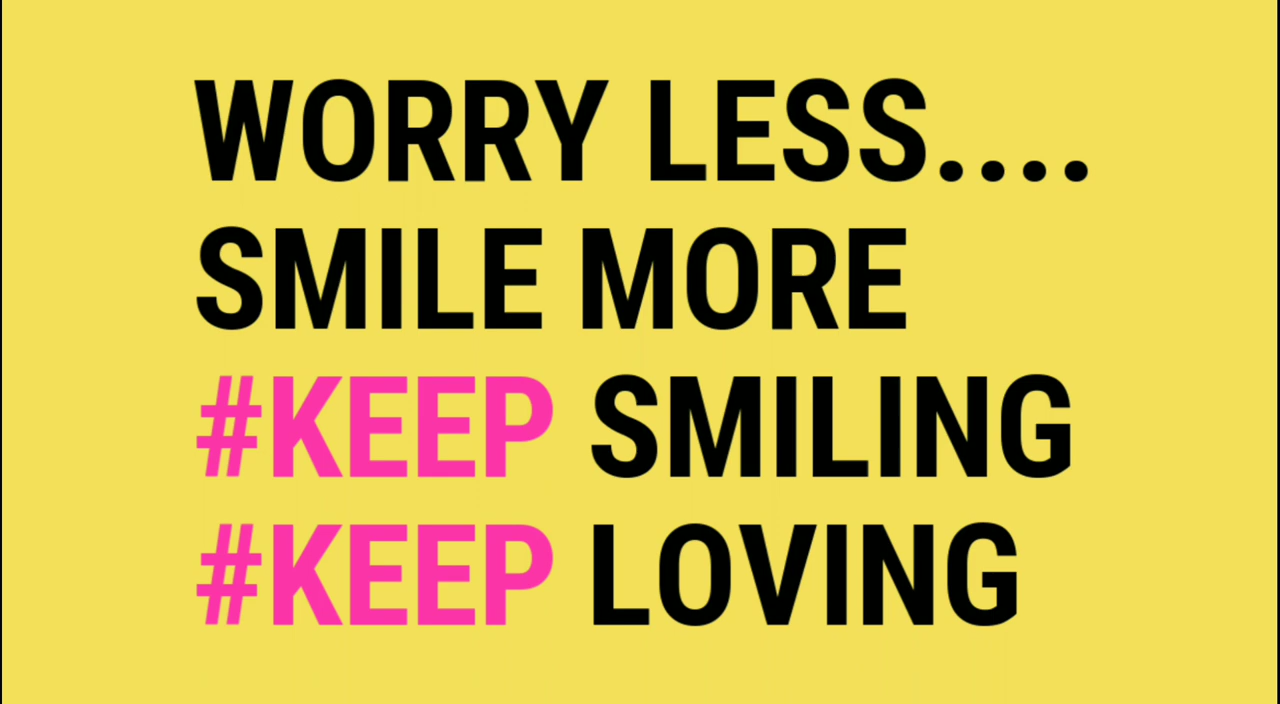 WORRY LESS....
SMILE MORE
#KEEP SMILING
#KEEP LOVING